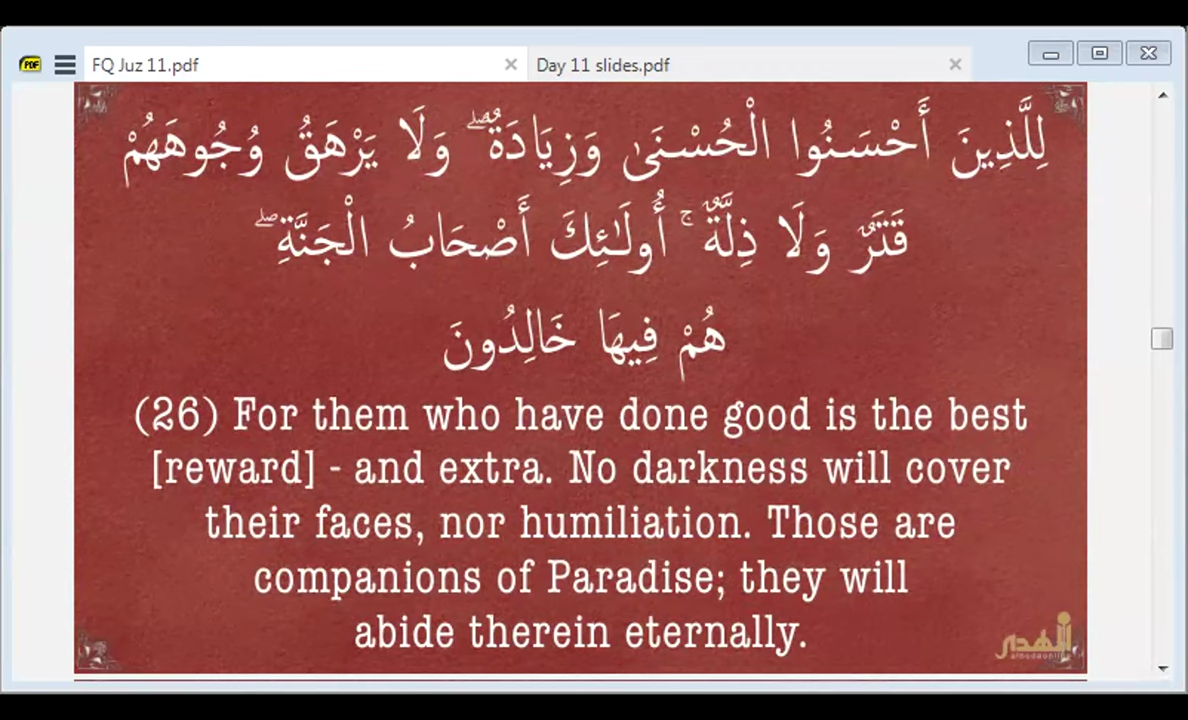 FQ Juz 11.pdf
Day 11 slides.pdf
لِلَّذِينَ أَحْسَنُوا الْحُسْنَىٰ وَزِيَادَةٌ ۖ وَلَا يَرْهَقُ وُجُوهَهُمْ
قَتَرٌ وَلَا ذِلَّةٌ ۚ أُولَـٰئِكَ أَصْحَابُ الْجَنَّةِ ۖ
هُمْ فِيهَا خَالِدُونَ
(26) For them who have done good is the best
[reward] - and extra. No darkness will cover
their faces, nor humiliation. Those are
companions of Paradise; they will
abide therein eternally.
الهدى
alhudaonline